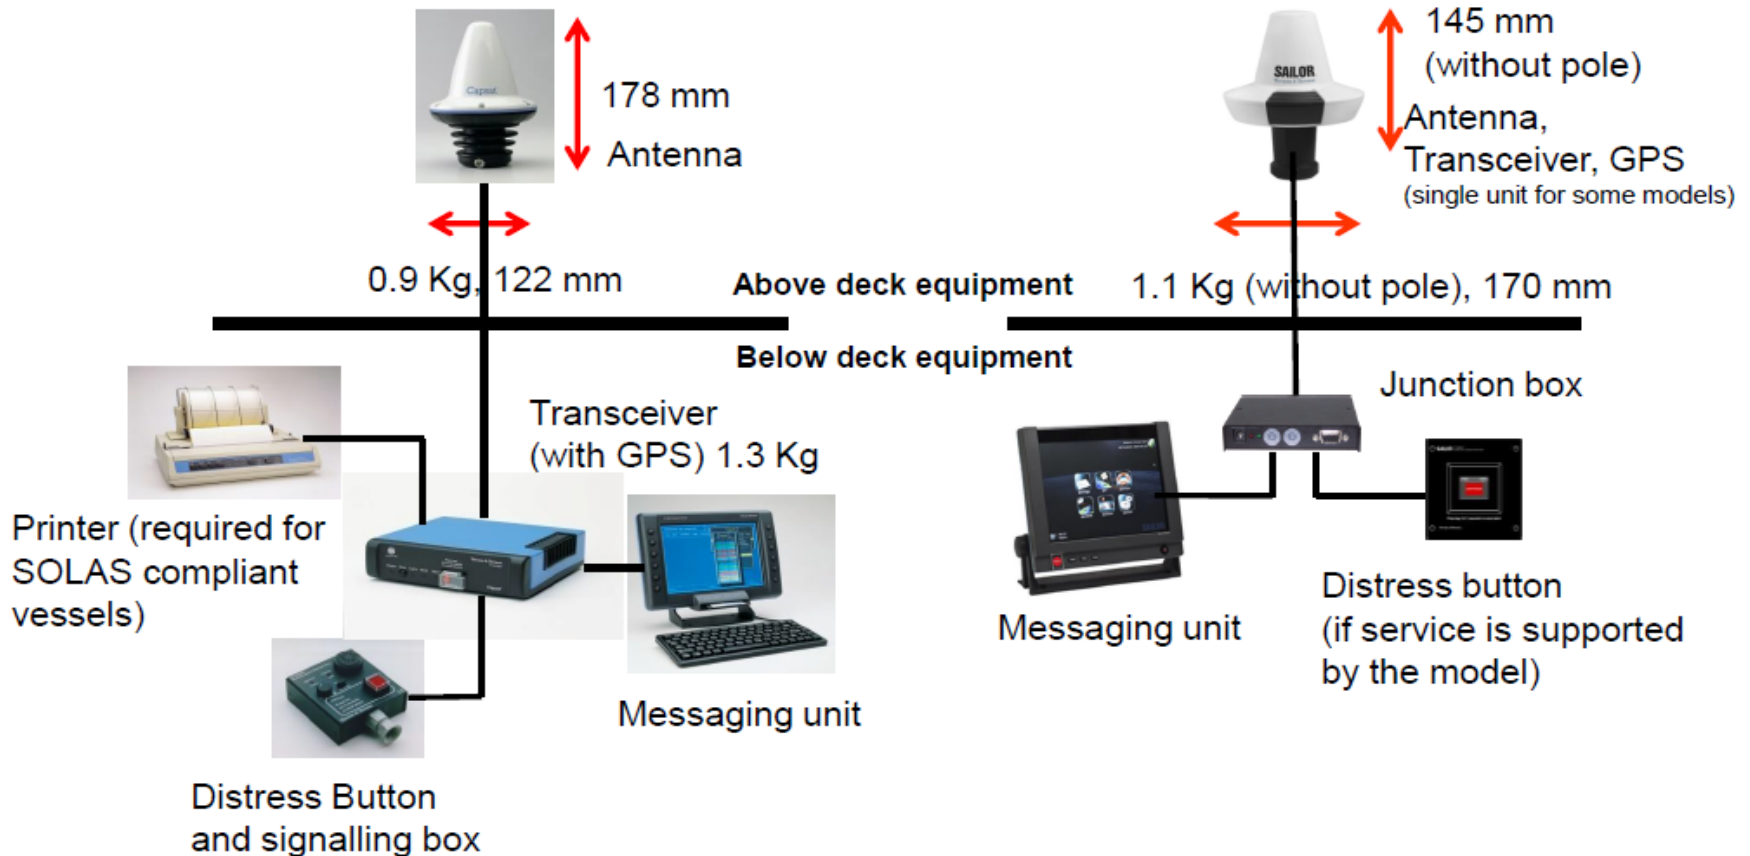 Capsat
178 mm
Antenna
0.9 Kg, 122 mm
SAILOR
145 mm
(without pole)
Antenna,
Transceiver, GPS
(single unit for some models)
1.1 Kg (without pole), 170 mm
Above deck equipment
Below deck equipment
Transceiver
(with GPS) 1.3 Kg
Printer (required for
SOLAS compliant
vessels)
Messaging unit
Distress Button
and signalling box
Junction box
Messaging unit
SAILOR
Distress button
(if service is supported
by the model)